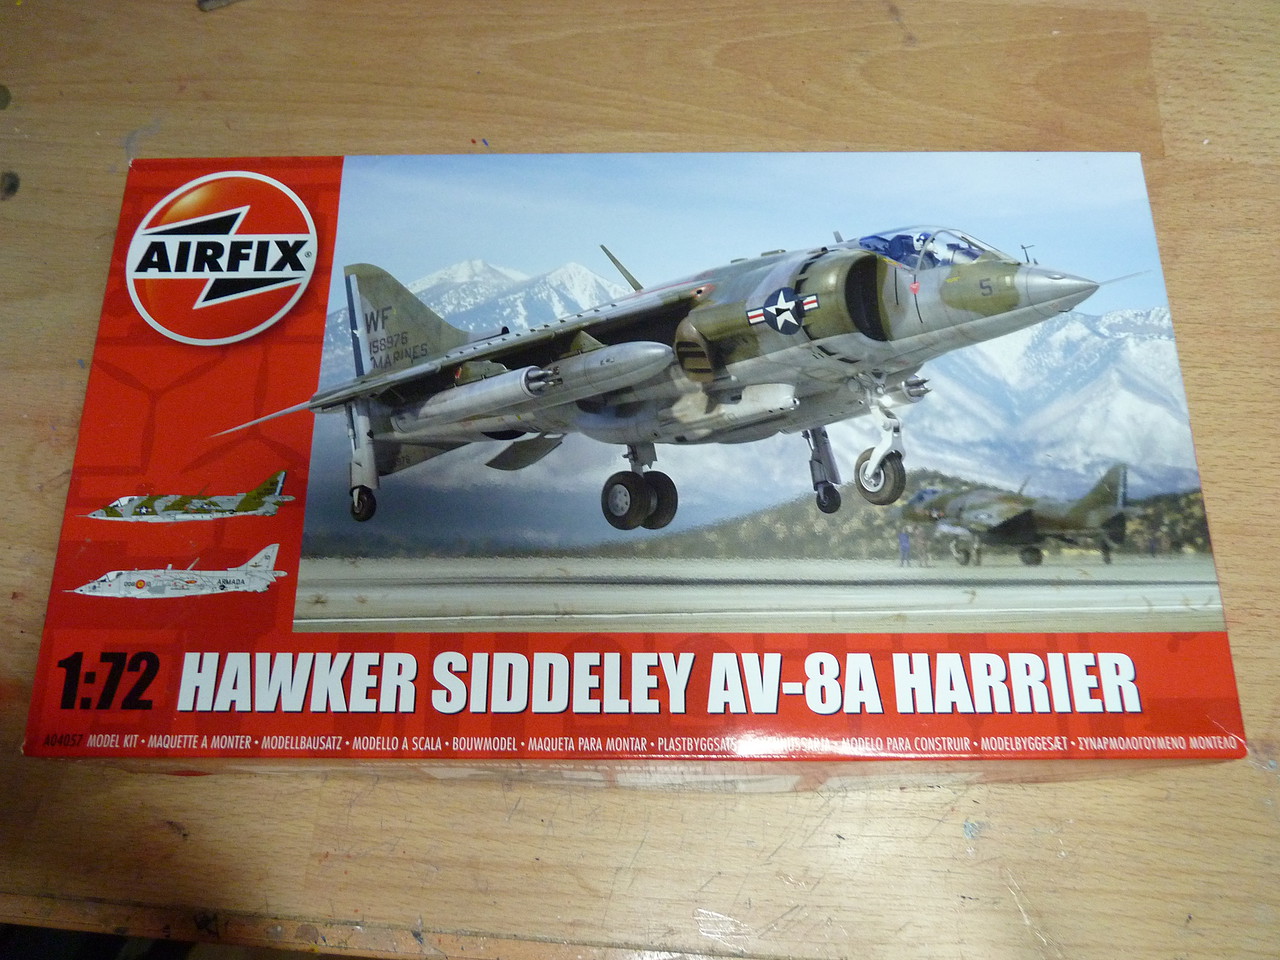 AIRFIX
WF
158976
MARINES
5
ARMADA
1:72 HAWKER SIDDELEY AV-8A HARRIER
A04057 MODEL KIT • MAQUETTE A MONTER • MODELLBAUSATZ • MODELLO A SCALA • BOUWMODEL • MAQUETA PARA MONTAR • MODELO PARA CONSTRUIR • MODELBYGGESÆT • ΣΥΝΑΡΜΟΛΟΓΟΥΜΕΝΟ ΜΟΝΤΕΛΟ